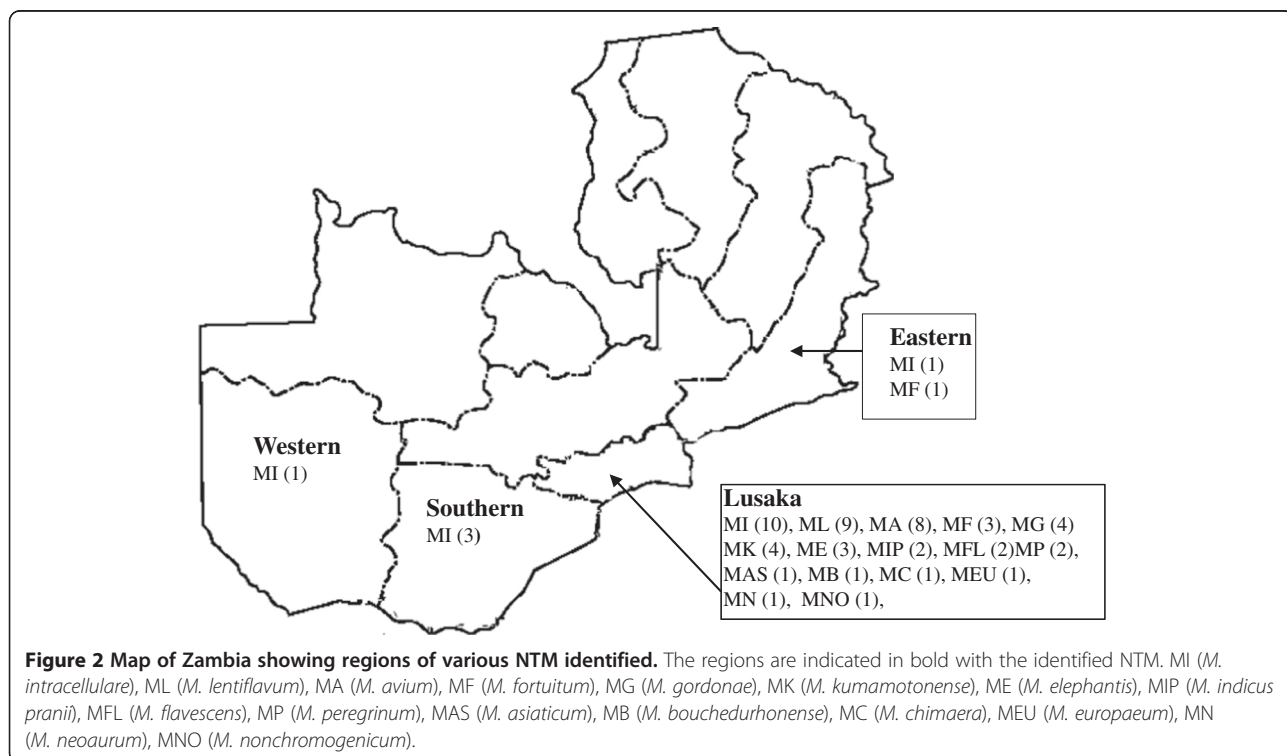 Eastern
MI (1)
MF (1)
Western
MI (1)
Southern
MI (3)
Lusaka
MI (10), ML (9), MA (8), MF (3), MG (4)
MK (4), ME (3), MIP (2), MFL (2)MP (2),
MAS (1), MB (1), MC (1), MEU (1),
MN (1), MNO (1),
Figure 2 Map of Zambia showing regions of various NTM identified. The regions are indicated in bold with the identified NTM. MI (M.
intracellulare), ML (M. lentiflavum), MA (M. avium), MF (M. fortuitum), MG (M. gordonae), MK (M. kumamotonense), ME (M. elephantis), MIP (M. indicus
pranii), MFL (M. flavescens), MP (M. peregrinum), MAS (M. asiaticum), MB (M. bouchedurhonense), MC (M. chimaera), MEU (M. europaeum), MN
(M. neoaurum), MNO (M. nonchromogenicum).